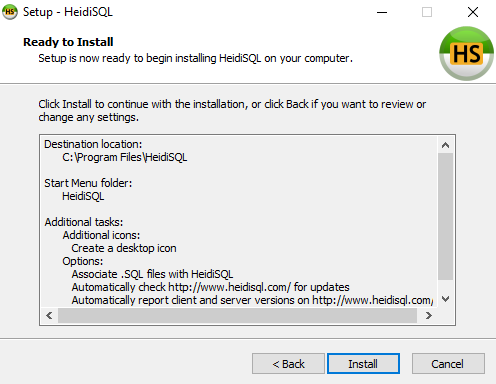 Setup - HeidiSQL
Ready to Install
Setup is now ready to begin installing HeidiSQL on your computer.
HS
Click Install to continue with the installation, or click Back if you want to review or
change any settings.
Destination location:
C:\Program Files\HeidiSQL
Start Menu folder:
HeidiSQL
Additional tasks:
Additional icons:
Create a desktop icon
Options:
Associate .SQL files with HeidiSQL
Automatically check http://www.heidisql.com/ for updates
Automatically report client and server versions on http://www.heidisql.com/
< Back
Install
Cancel